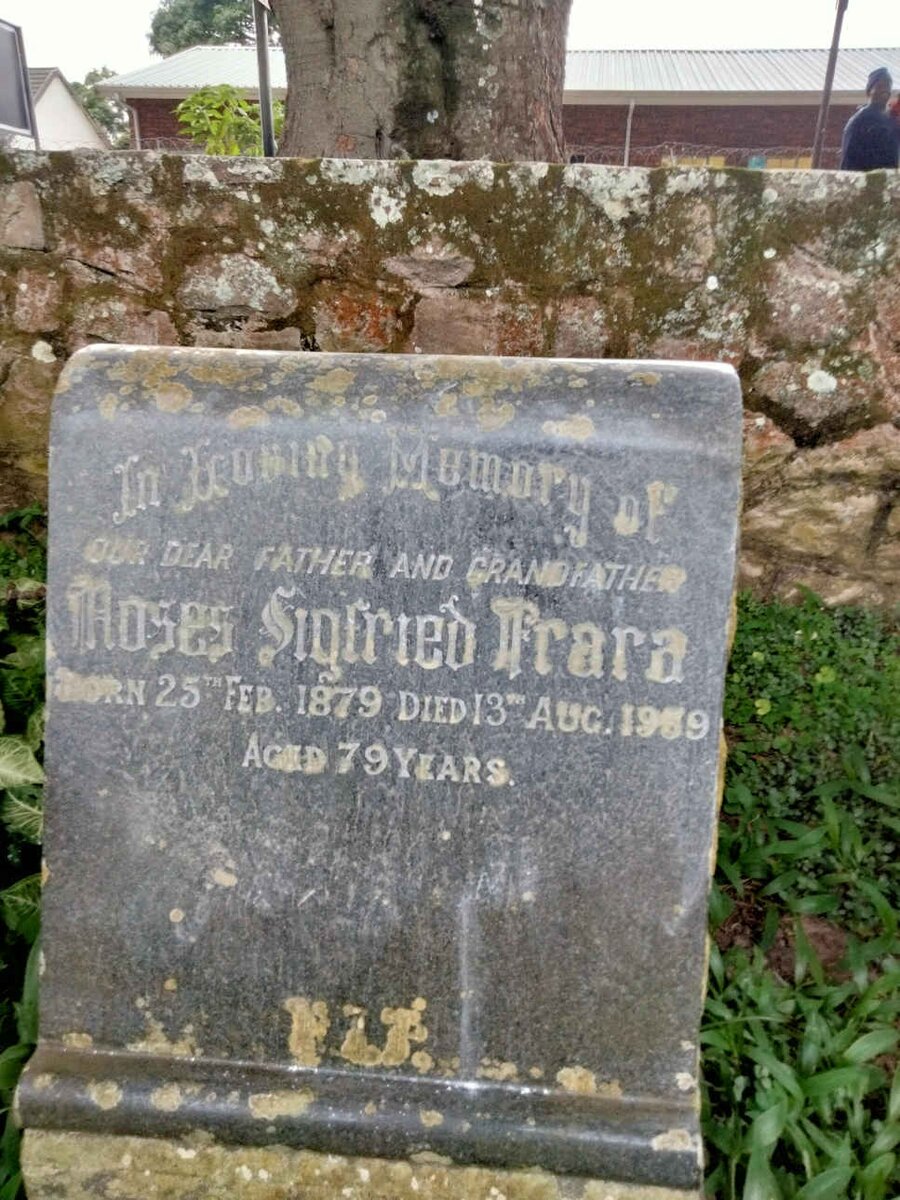 In Loving Memory of
OUR DEAR FATHER AND GRANDFATHER
Moses Sigfried Frara
BORN 25TH FEB. 1879 DIED 13TH AUG. 1959
AGED 79 YEARS.
R.I.P.